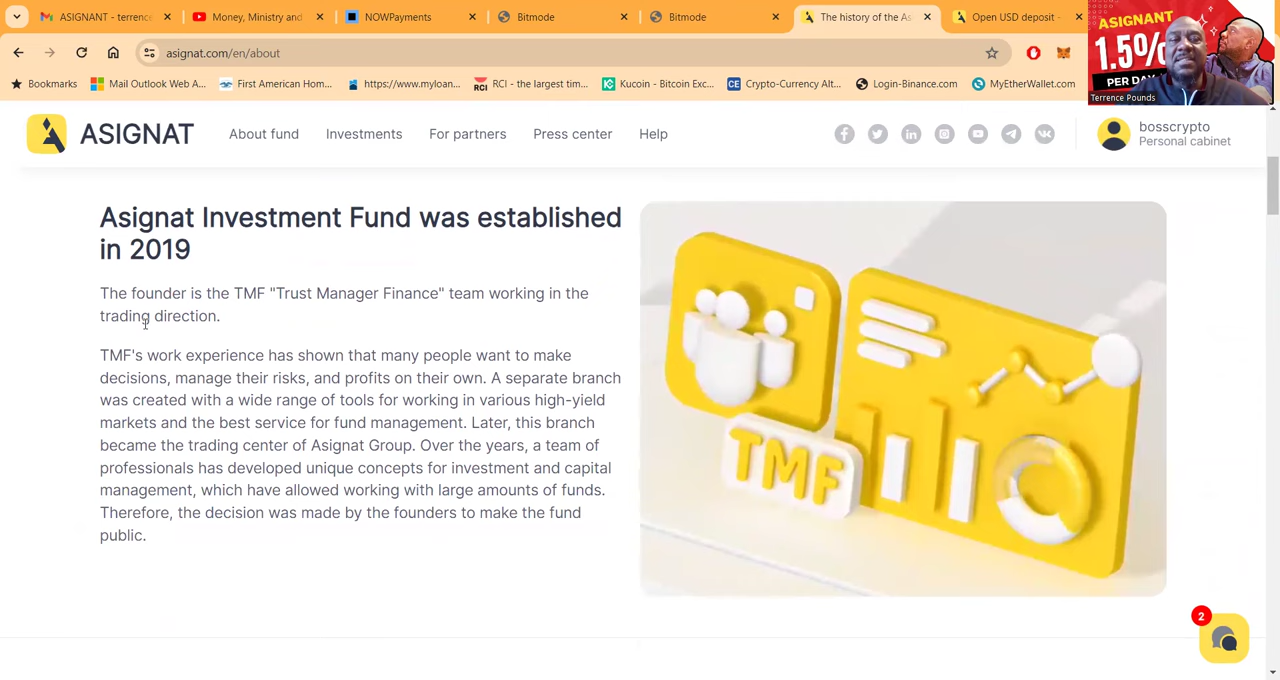 ASIGNANT - terrence
Money, Ministry and
NOWPayments
Bitmode
Bitmode
The history of the As
Open USD deposit -
asignat.com/en/about
Bookmarks
Mail Outlook Web A...
First American Hom...
https://www.myloan...
RCI - the largest tim...
Kucoin - Bitcoin Exc...
Crypto-Currency Alt...
Login-Binance.com
MyEtherWallet.com
ASIGNANT
1.5%
PER DAY
Terrence Pounds
ASIGNAT
About fund
Investments
For partners
Press center
Help
bosscrypto
Personal cabinet
Asignat Investment Fund was established
in 2019
The founder is the TMF "Trust Manager Finance" team working in the
trading direction.
TMF's work experience has shown that many people want to make
decisions, manage their risks, and profits on their own. A separate branch
was created with a wide range of tools for working in various high-yield
markets and the best service for fund management. Later, this branch
became the trading center of Asignat Group. Over the years, a team of
professionals has developed unique concepts for investment and capital
management, which have allowed working with large amounts of funds.
Therefore, the decision was made by the founders to make the fund
public.
TMF
2